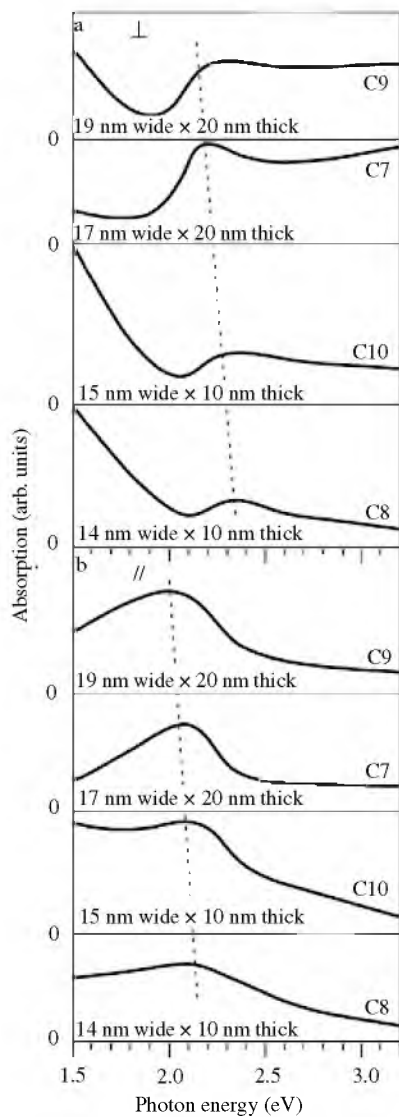 a
⊥
C9
19 nm wide × 20 nm thick
0
C7
17 nm wide × 20 nm thick
0
C10
15 nm wide × 10 nm thick
0
C8
14 nm wide × 10 nm thick
0
Absorption (arb. units)
b
//
C9
19 nm wide × 20 nm thick
0
C7
17 nm wide × 20 nm thick
0
C10
15 nm wide × 10 nm thick
0
C8
14 nm wide × 10 nm thick
0
1.5 2.0 2.5 3.0
Photon energy (eV)